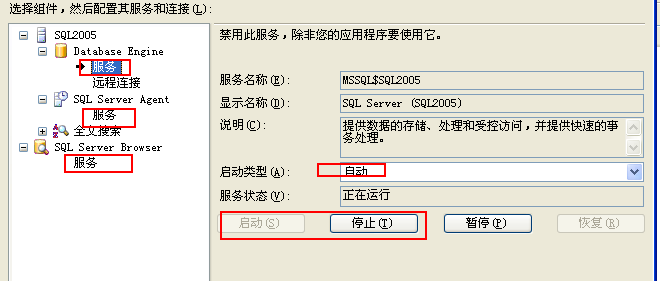 选择组件，然后配置其服务和连接(L):
SQL2005
Database Engine
服务
远程连接
SQL Server Agent
服务
全文搜索
SQL Server Browser
服务
禁用此服务，除非您的应用程序要使用它。
服务名称(E): MSSQL$SQL2005
显示名称(D): SQL Server (SQL2005)
说明(C): 提供数据的存储、处理和受控访问，并提供快速的事
务处理。
启动类型(A): 自动
服务状态(V): 正在运行
启动(S) 停止(T) 暂停(P) 恢复(R)